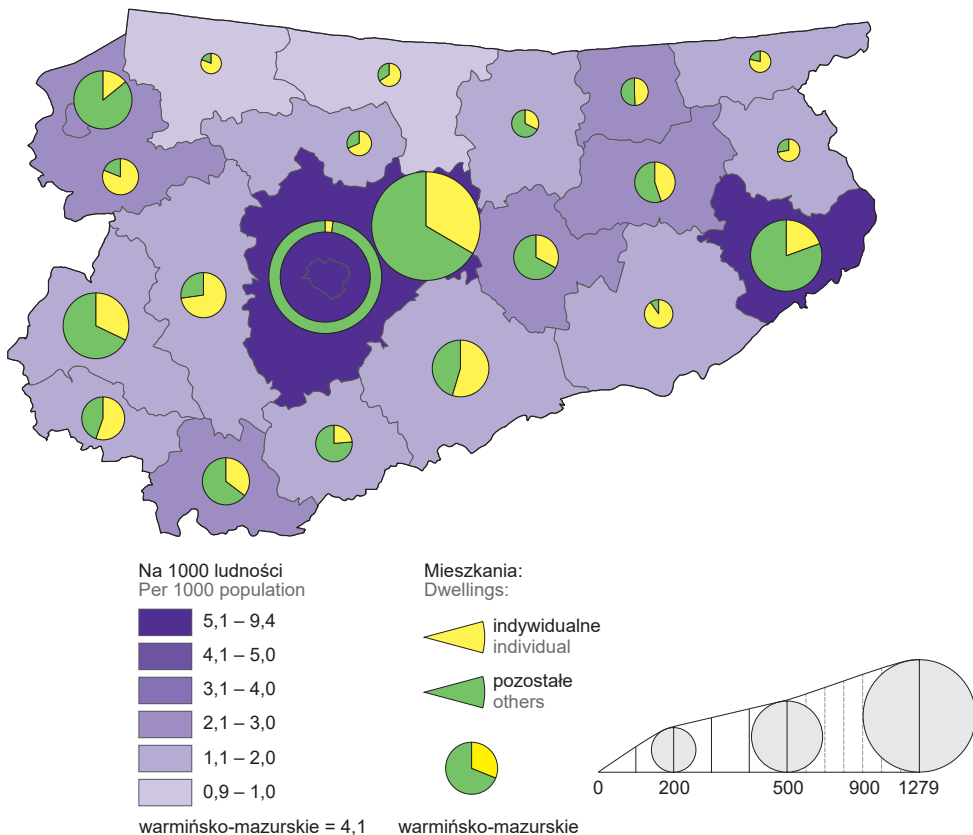 Na 1000 ludności
Per 1000 population
5,1 – 9,4
4,1 – 5,0
3,1 – 4,0
2,1 – 3,0
1,1 – 2,0
0,9 – 1,0
warmińsko-mazurskie = 4,1
Mieszkania:
Dwellings:
indywidualne
individual
pozostałe
others
warmińsko-mazurskie
0 200 500 900 1279